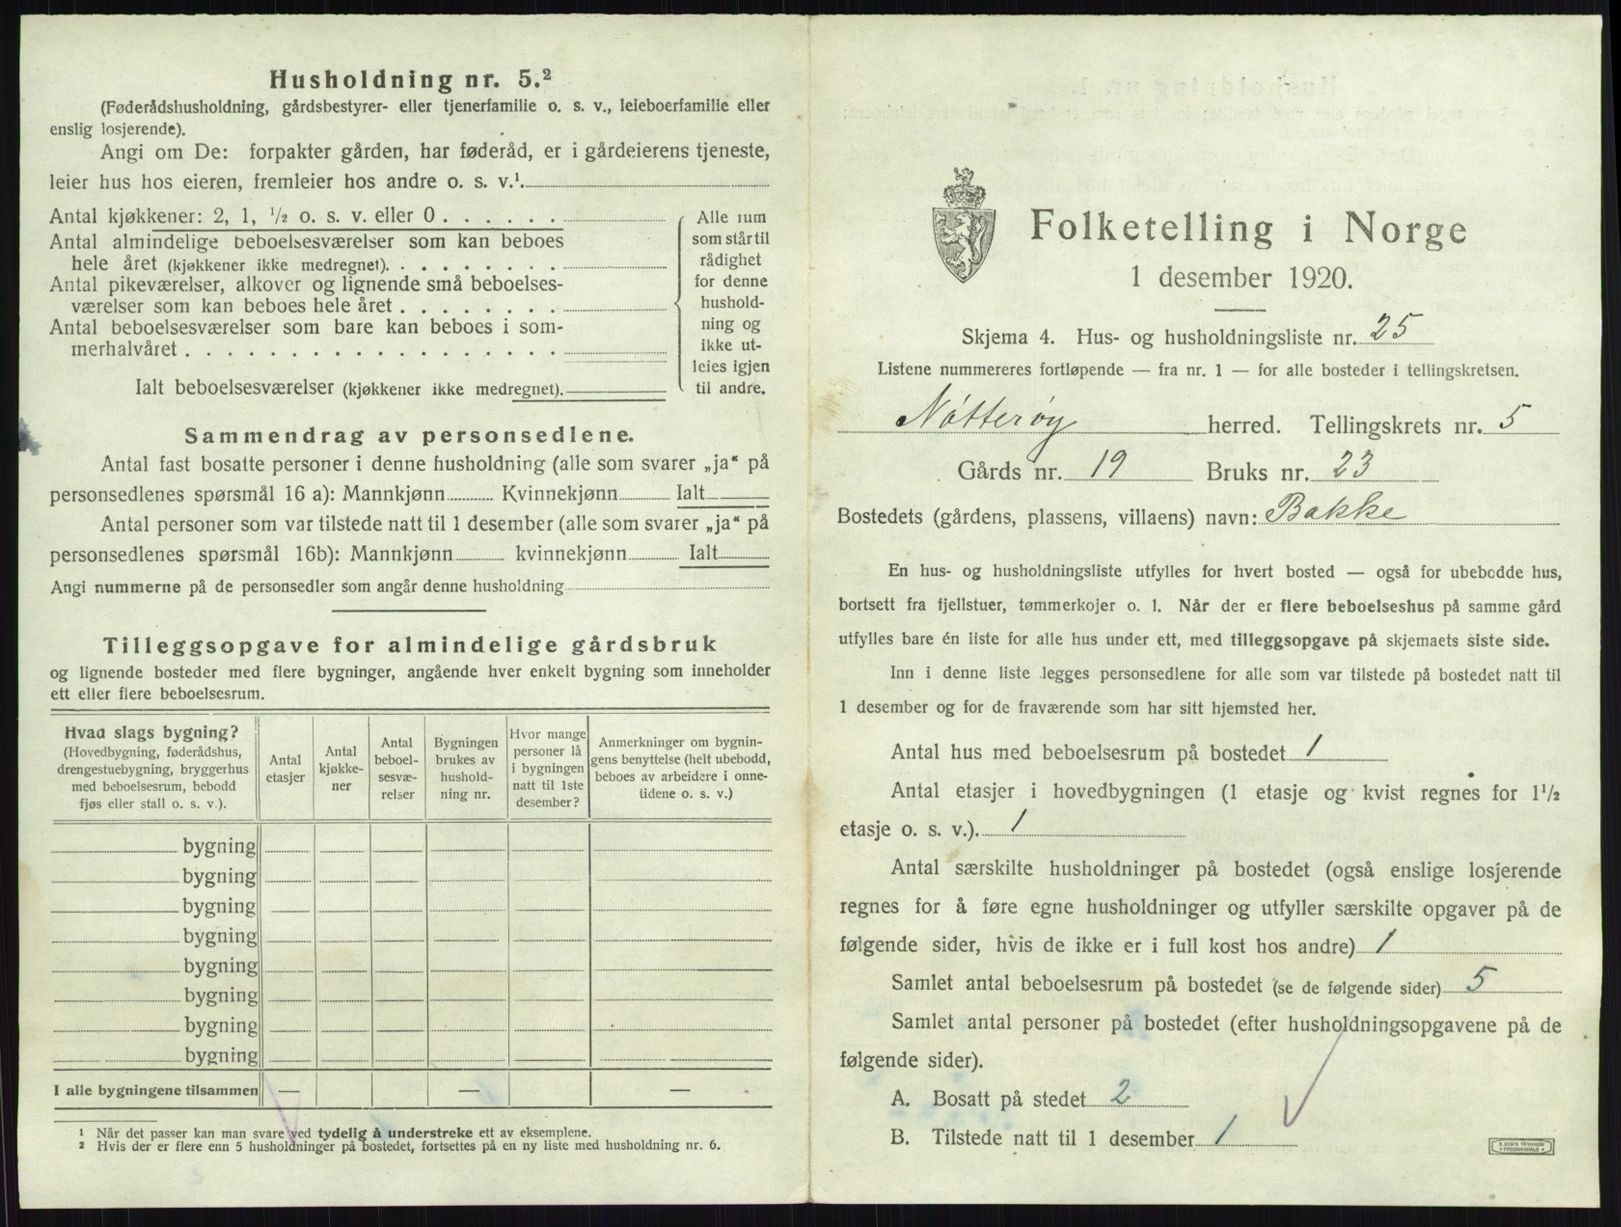 Husholdning nr. 5.²
(Føderådshusholdning, gårdsbestyrer- eller tjenerfamilie o. s. v., leieboerfamilie eller
enslig losjerende).
Angi om De: forpakter gården, har føderåd, er i gårdeierens tjeneste,
leier hus hos eieren, fremleier hos andre o. s. v.¹
Antal kjøkkener: 2, 1, ½ o. s. v. eller 0 . . . . . .
Antal almindelige beboelsesværelser som kan beboes
hele året (kjøkkener ikke medregnet). . . . . . . . .
Antal pikeværelser, alkover og lignende små beboelses-
værelser som kan beboes hele året . . . . . . . .
Antal beboelsesværelser som bare kan beboes i som-
merhalvåret . . . . . . . . . . . . . . . . .
Ialt beboelsesværelser (kjøkkener ikke medregnet).
Alle rum
som står til
rådighet
for denne
hushold-
ning og
ikke ut-
leies igjen
til andre.
Sammendrag av personsedlene.
Antal fast bosatte personer i denne husholdning (alle som svarer „ja“ på
personsedlenes spørsmål 16 a): Mannkjønn Kvinnekjønn Ialt
Antal personer som var tilstede natt til 1 desember (alle som svarer „ja“ på
personsedlenes spørsmål 16b): Mannkjønn kvinnekjønn Ialt
Angi nummerne på de personsedler som angår denne husholdning
Tilleggsopgave for almindelige gårdsbruk
og lignende bosteder med flere bygninger, angående hver enkelt bygning som inneholder
ett eller flere beboelsesrum.
Hvad slags bygning?
(Hovedbygning, føderådshus,
drengestuebygning, bryggerhus
med beboelsesrum, bebodd
fjøs eller stall o. s. v.).
Antal
etasjer
Antal
kjøkke-
ner
Antal
beboel-
sesvæ-
relser
Bygningen
brukes av
hushold-
ning nr.
Hvor mange
personer lå
i bygningen
natt til 1ste
desember?
Anmerkninger om bygnin-
gens benyttelse (helt ubebodd,
beboes av arbeidere i onne-
tidene o. s. v.)
bygning
bygning
bygning
bygning
bygning
bygning
bygning
bygning
I alle bygningene tilsammen — — —
¹ Når det passer kan man svare ved tydelig å understreke ett av eksemplene.
² Hvis der er flere enn 5 husholdninger på bostedet, fortsettes på en ny liste med husholdning nr. 6.
Folketelling i Norge
1 desember 1920.
Skjema 4. Hus- og husholdningsliste nr. 25
Listene nummereres fortløpende — fra nr. 1 — for alle bosteder i tellingskretsen.
Nøtterøy herred. Tellingskrets nr. 5
Gårds nr. 19 Bruks nr. 23
Bostedets (gårdens, plassens, villaens) navn: Bakke
En hus- og husholdningsliste utfylles for hvert bosted — også for ubebodde hus,
bortsett fra fjellstuer, tømmerkojer o. l. Når der er flere beboelseshus på samme gård
utfylles bare én liste for alle hus under ett, med tilleggsopgave på skjemaets siste side.
Inn i denne liste legges personsedlene for alle som var tilstede på bostedet natt til
1 desember og for de fraværende som har sitt hjemsted her.
Antal hus med beboelsesrum på bostedet 1
Antal etasjer i hovedbygningen (1 etasje og kvist regnes for 1½
etasje o. s. v.). 1
Antal særskilte husholdninger på bostedet (også enslige losjerende
regnes for å føre egne husholdninger og utfyller særskilte opgaver på de
følgende sider, hvis de ikke er i full kost hos andre) 1
Samlet antal beboelsesrum på bostedet (se de følgende sider) 5
Samlet antal personer på bostedet (efter husholdningsopgavene på de
følgende sider).
A. Bosatt på stedet 2
B. Tilstede natt til 1 desember 1